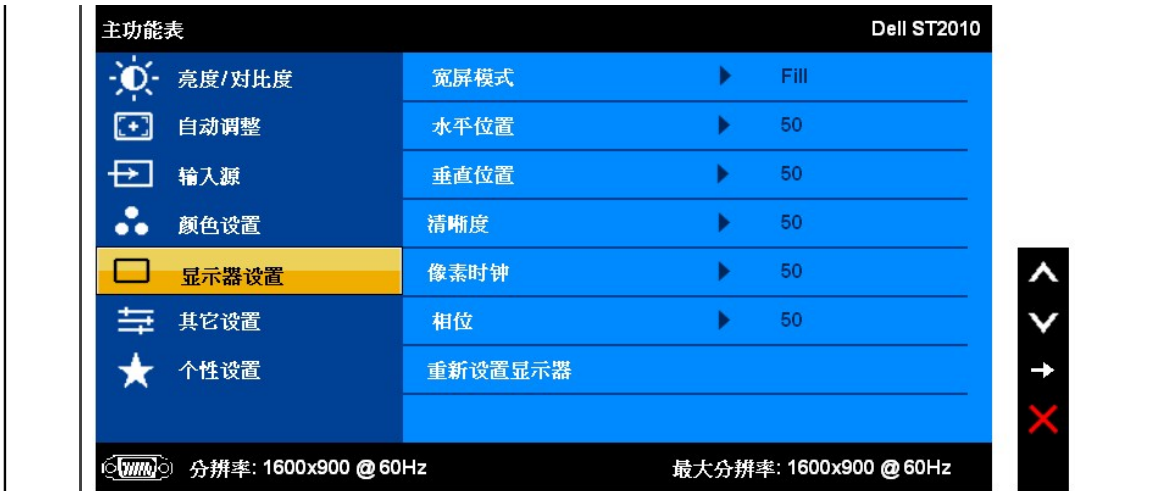 主功能表 Dell ST2010
亮度/对比度 宽屏模式 Fill
自动调整 水平位置 50
输入源 垂直位置 50
颜色设置 清晰度 50
显示器设置 像素时钟 50
其它设置 相位 50
个性设置 重新设置显示器
分辨率: 1600x900 @ 60Hz 最大分辨率: 1600x900 @ 60Hz